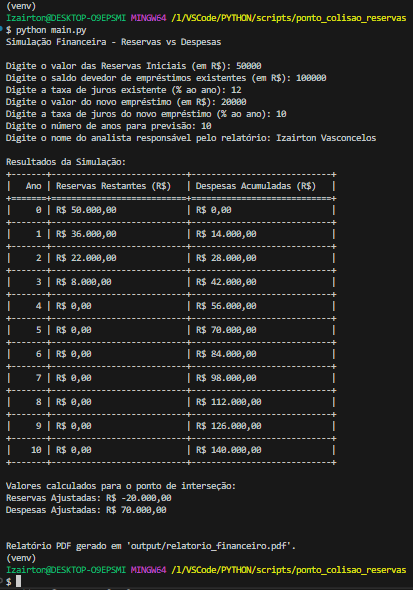 (venv)
Izairton@DESKTOP-O9EPSMI MINGW64 /l/VSCode/PYTHON/scripts/ponto_colisao_reservas
$ python main.py
Simulação Financeira - Reservas vs Despesas
Digite o valor das Reservas Iniciais (em R$): 50000
Digite o saldo devedor de empréstimos existentes (em R$): 100000
Digite a taxa de juros existente (% ao ano): 12
Digite o valor do novo empréstimo (em R$): 20000
Digite a taxa de juros do novo empréstimo (% ao ano): 10
Digite o número de anos para previsão: 10
Digite o nome do analista responsável pelo relatório: Izairton Vasconcelos
Resultados da Simulação:
+-------+---------------------------+----------------------------+
|   Ano | Reservas Restantes (R$)   | Despesas Acumuladas (R$)   |
+=======+===========================+============================+
|     0 | R$ 50.000,00              | R$ 0,00                    |
+-------+---------------------------+----------------------------+
|     1 | R$ 36.000,00              | R$ 14.000,00               |
+-------+---------------------------+----------------------------+
|     2 | R$ 22.000,00              | R$ 28.000,00               |
+-------+---------------------------+----------------------------+
|     3 | R$ 8.000,00               | R$ 42.000,00               |
+-------+---------------------------+----------------------------+
|     4 | R$ 0,00                   | R$ 56.000,00               |
+-------+---------------------------+----------------------------+
|     5 | R$ 0,00                   | R$ 70.000,00               |
+-------+---------------------------+----------------------------+
|     6 | R$ 0,00                   | R$ 84.000,00               |
+-------+---------------------------+----------------------------+
|     7 | R$ 0,00                   | R$ 98.000,00               |
+-------+---------------------------+----------------------------+
|     8 | R$ 0,00                   | R$ 112.000,00              |
+-------+---------------------------+----------------------------+
|     9 | R$ 0,00                   | R$ 126.000,00              |
+-------+---------------------------+----------------------------+
|    10 | R$ 0,00                   | R$ 140.000,00              |
+-------+---------------------------+----------------------------+
Valores calculados para o ponto de interseção:
Reservas Ajustadas: R$ -20.000,00
Despesas Ajustadas: R$ 70.000,00
Relatório PDF gerado em 'output/relatorio_financeiro.pdf'.
(venv)
Izairton@DESKTOP-O9EPSMI MINGW64 /l/VSCode/PYTHON/scripts/ponto_colisao_reservas
$